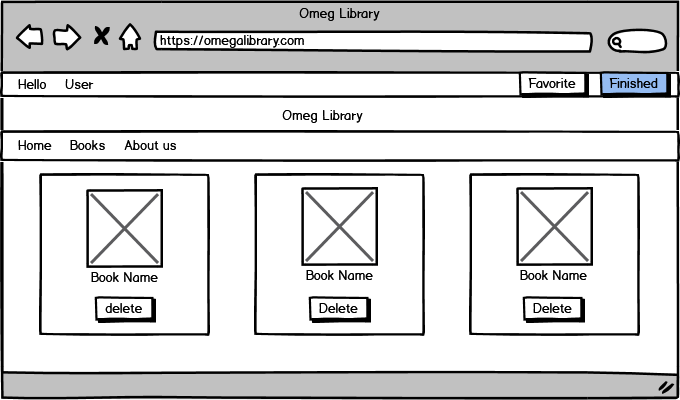 Omeg Library
https://omegalibrary.com
Hello User Favorite Finished
Omeg Library
Home Books About us
Book Name Book Name Book Name
delete Delete Delete